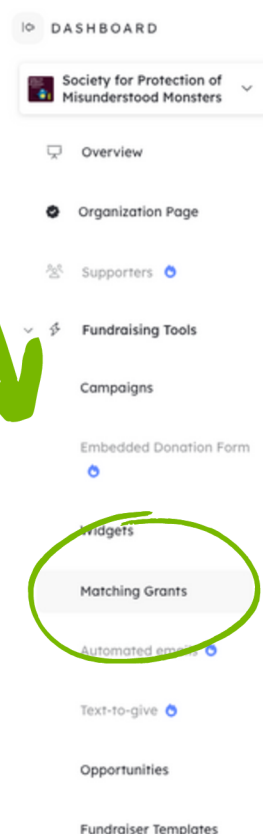 DASHBOARD
Society for Protection of
Misunderstood Monsters
Overview
Organization Page
Supporters
Fundraising Tools
Campaigns
Embedded Donation Form
Widgets
Matching Grants
Automated emails
Text-to-give
Opportunities
Fundraiser Templates